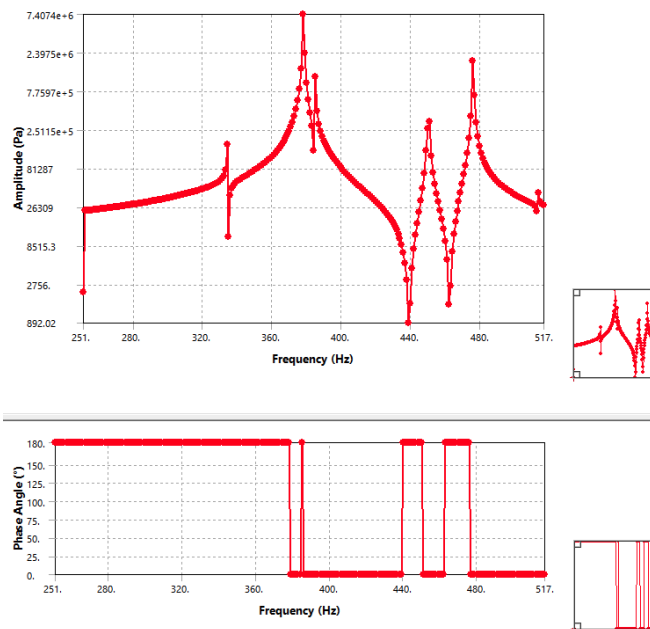 7.4074e+6
2.3975e+6
7.7597e+5
2.5115e+5
81287
26309
8515.3
2756.
892.02
Amplitude (Pa)
251. 280. 320. 360. 400. 440. 480. 517.
Frequency (Hz)
180.
150.
125.
100.
75.
50.
25.
0.
Phase Angle (°)
251. 280. 320. 360. 400. 440. 480. 517.
Frequency (Hz)